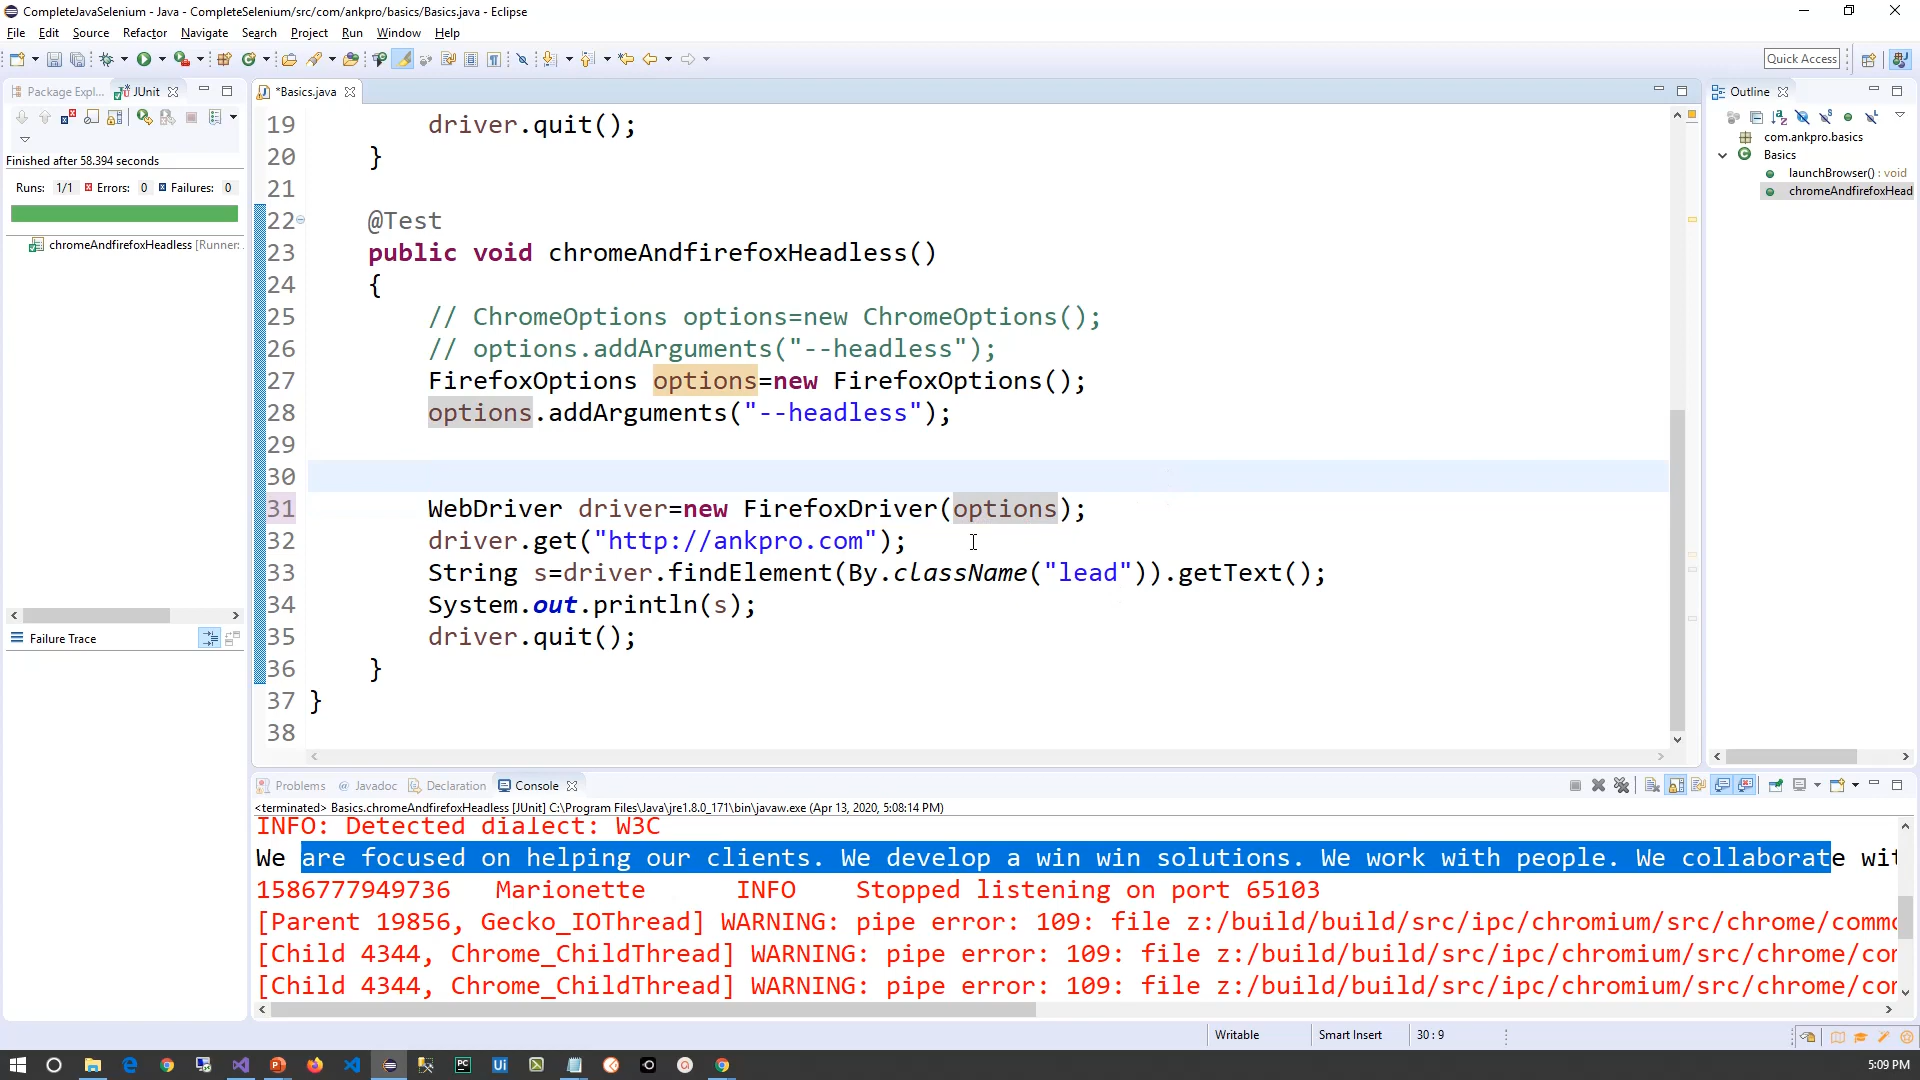 CompleteJavaSelenium - Java - CompleteSelenium/src/com/ankpro/basics/Basics.java - Eclipse
File Edit Source Refactor Navigate Search Project Run Window Help
Quick Access
Package Expl... JUnit
*Basics.java
Outline
Finished after 58.394 seconds
Runs: 1/1 Errors: 0 Failures: 0
chromeAndfirefoxHeadless [Runner:
Failure Trace
19 driver.quit();
20 }
21
22 @Test
23 public void chromeAndfirefoxHeadless()
24 {
25 // ChromeOptions options=new ChromeOptions();
26 // options.addArguments("--headless");
27 FirefoxOptions options=new FirefoxOptions();
28 options.addArguments("--headless");
29
30
31 WebDriver driver=new FirefoxDriver(options);
32 driver.get("http://ankpro.com");
33 String s=driver.findElement(By.className("lead")).getText();
34 System.out.println(s);
35 driver.quit();
36 }
37 }
38
com.ankpro.basics
Basics
launchBrowser() : void
chromeAndfirefoxHead
Problems @ Javadoc Declaration Console
<terminated> Basics.chromeAndfirefoxHeadless [JUnit] C:\Program Files\Java\jre1.8.0_171\bin\javaw.exe (Apr 13, 2020, 5:08:14 PM)
INFO: Detected dialect: W3C
We are focused on helping our clients. We develop a win win solutions. We work with people. We collaborate wit
1586777949736 Marionette INFO Stopped listening on port 65103
[Parent 19856, Gecko_IOThread] WARNING: pipe error: 109: file z:/build/build/src/ipc/chromium/src/chrome/commo
[Child 4344, Chrome_ChildThread] WARNING: pipe error: 109: file z:/build/build/src/ipc/chromium/src/chrome/con
[Child 4344, Chrome_ChildThread] WARNING: pipe error: 109: file z:/build/build/src/ipc/chromium/src/chrome/con
Writable Smart Insert 30 : 9
5:09 PM